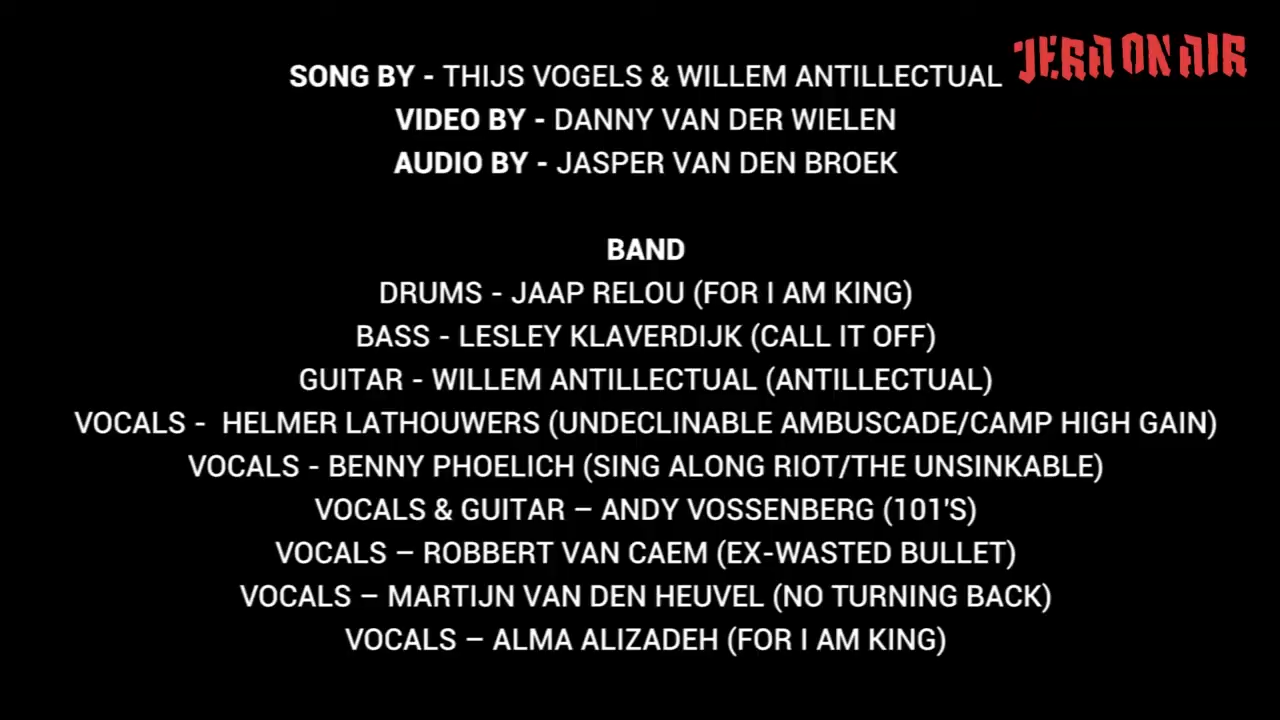 JERA ON AIR
SONG BY - THIJS VOGELS & WILLEM ANTILLECTUAL
VIDEO BY - DANNY VAN DER WIELEN
AUDIO BY - JASPER VAN DEN BROEK
BAND
DRUMS - JAAP RELOU (FOR I AM KING)
BASS - LESLEY KLAVERDIJK (CALL IT OFF)
GUITAR - WILLEM ANTILLECTUAL (ANTILLECTUAL)
VOCALS - HELMER LATHOUWERS (UNDECLINABLE AMBUSCADE/CAMP HIGH GAIN)
VOCALS - BENNY PHOELICH (SING ALONG RIOT/THE UNSINKABLE)
VOCALS & GUITAR – ANDY VOSSENBERG (101'S)
VOCALS – ROBBERT VAN CAEM (EX-WASTED BULLET)
VOCALS – MARTIJN VAN DEN HEUVEL (NO TURNING BACK)
VOCALS – ALMA ALIZADEH (FOR I AM KING)